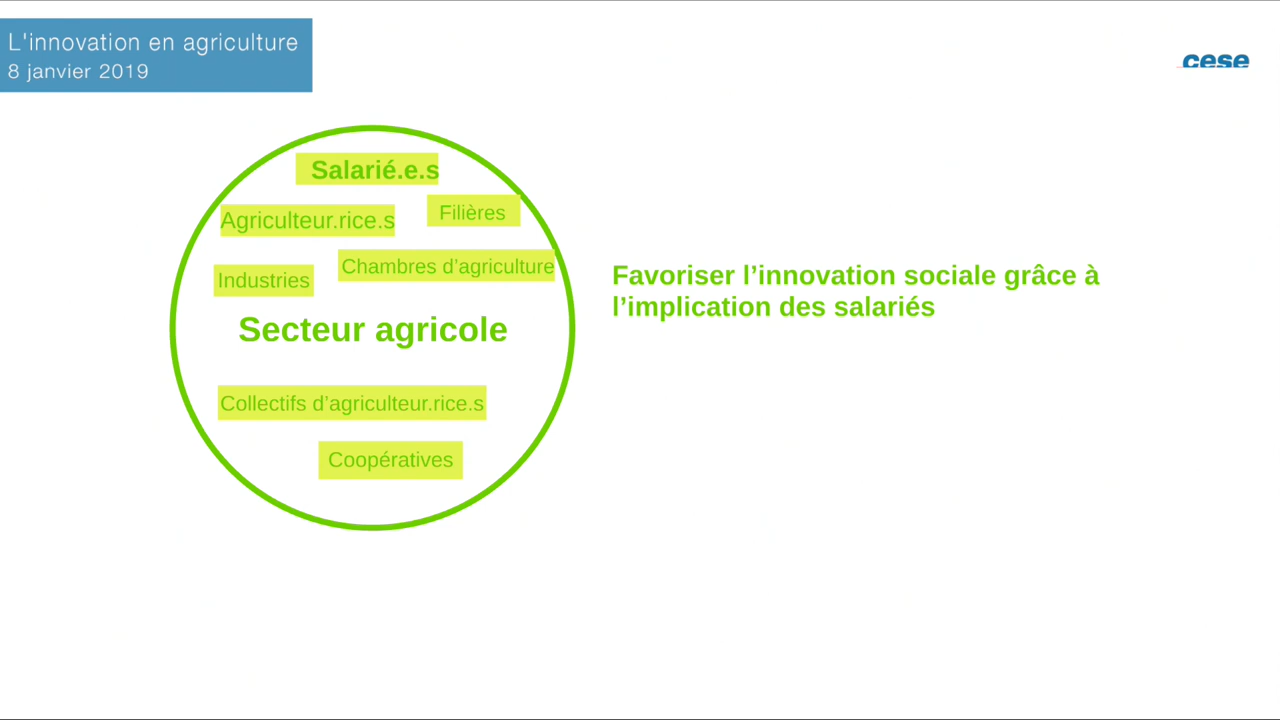 L'innovation en agriculture
8 janvier 2019
cese
Salarié.e.s
Agriculteur.rice.s
Filières
Chambres d’agriculture
Industries
Secteur agricole
Collectifs d’agriculteur.rice.s
Coopératives
Favoriser l’innovation sociale grâce à
l’implication des salariés